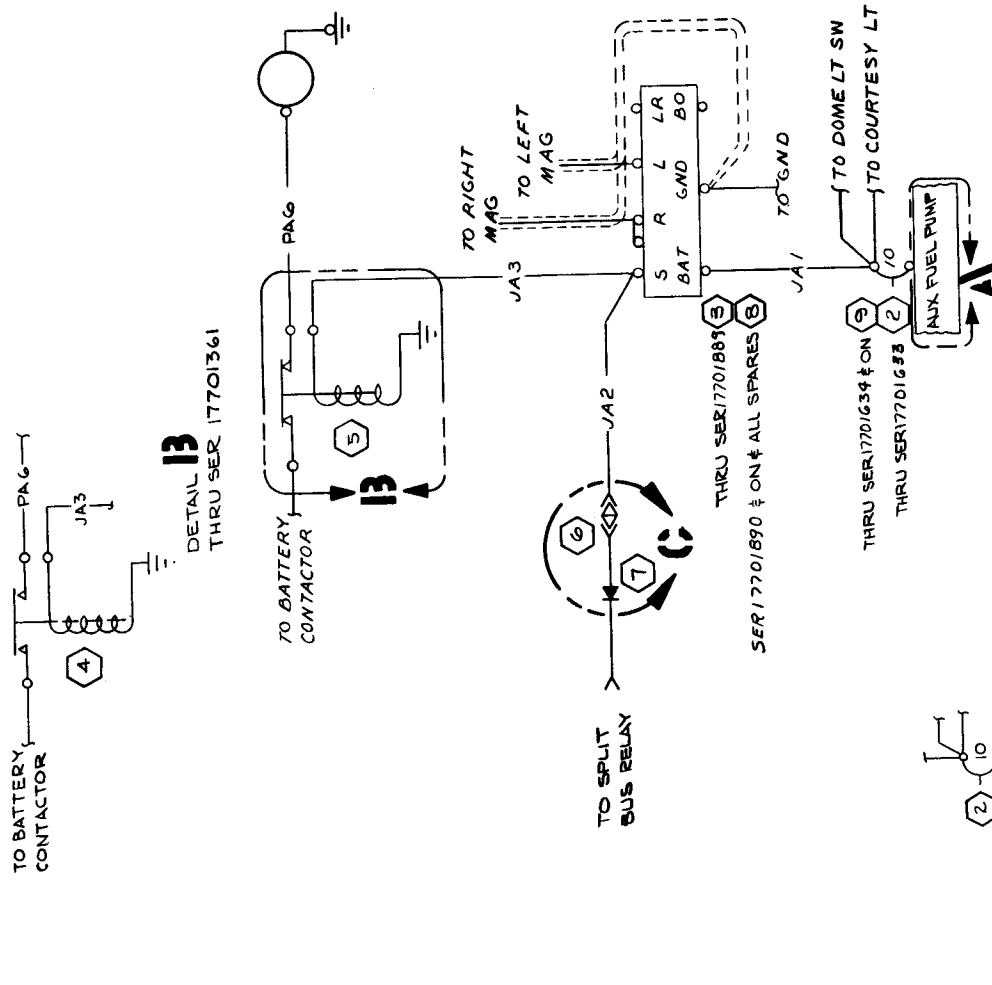 TO BATTERY
CONTACTOR
4
PA6
JA3
DETAIL B
THRU SER 17701361
TO BATTERY
CONTACTOR
B
5
PA6
JA3
TO RIGHT
MAG
TO LEFT
MAG
TO SPLIT
BUS RELAY
6
7
C
JA2
S R L LR
BAT GND BO
TO GND
JA1
THRU SER17701889
3
SER17701890 & ON & ALL SPARES
8
TO DOME LT SW
TO COURTESY LT
10
THRU SER17701634 & ON
9
THRU SER17701633
2
AUX FUEL PUMP
A
10
2